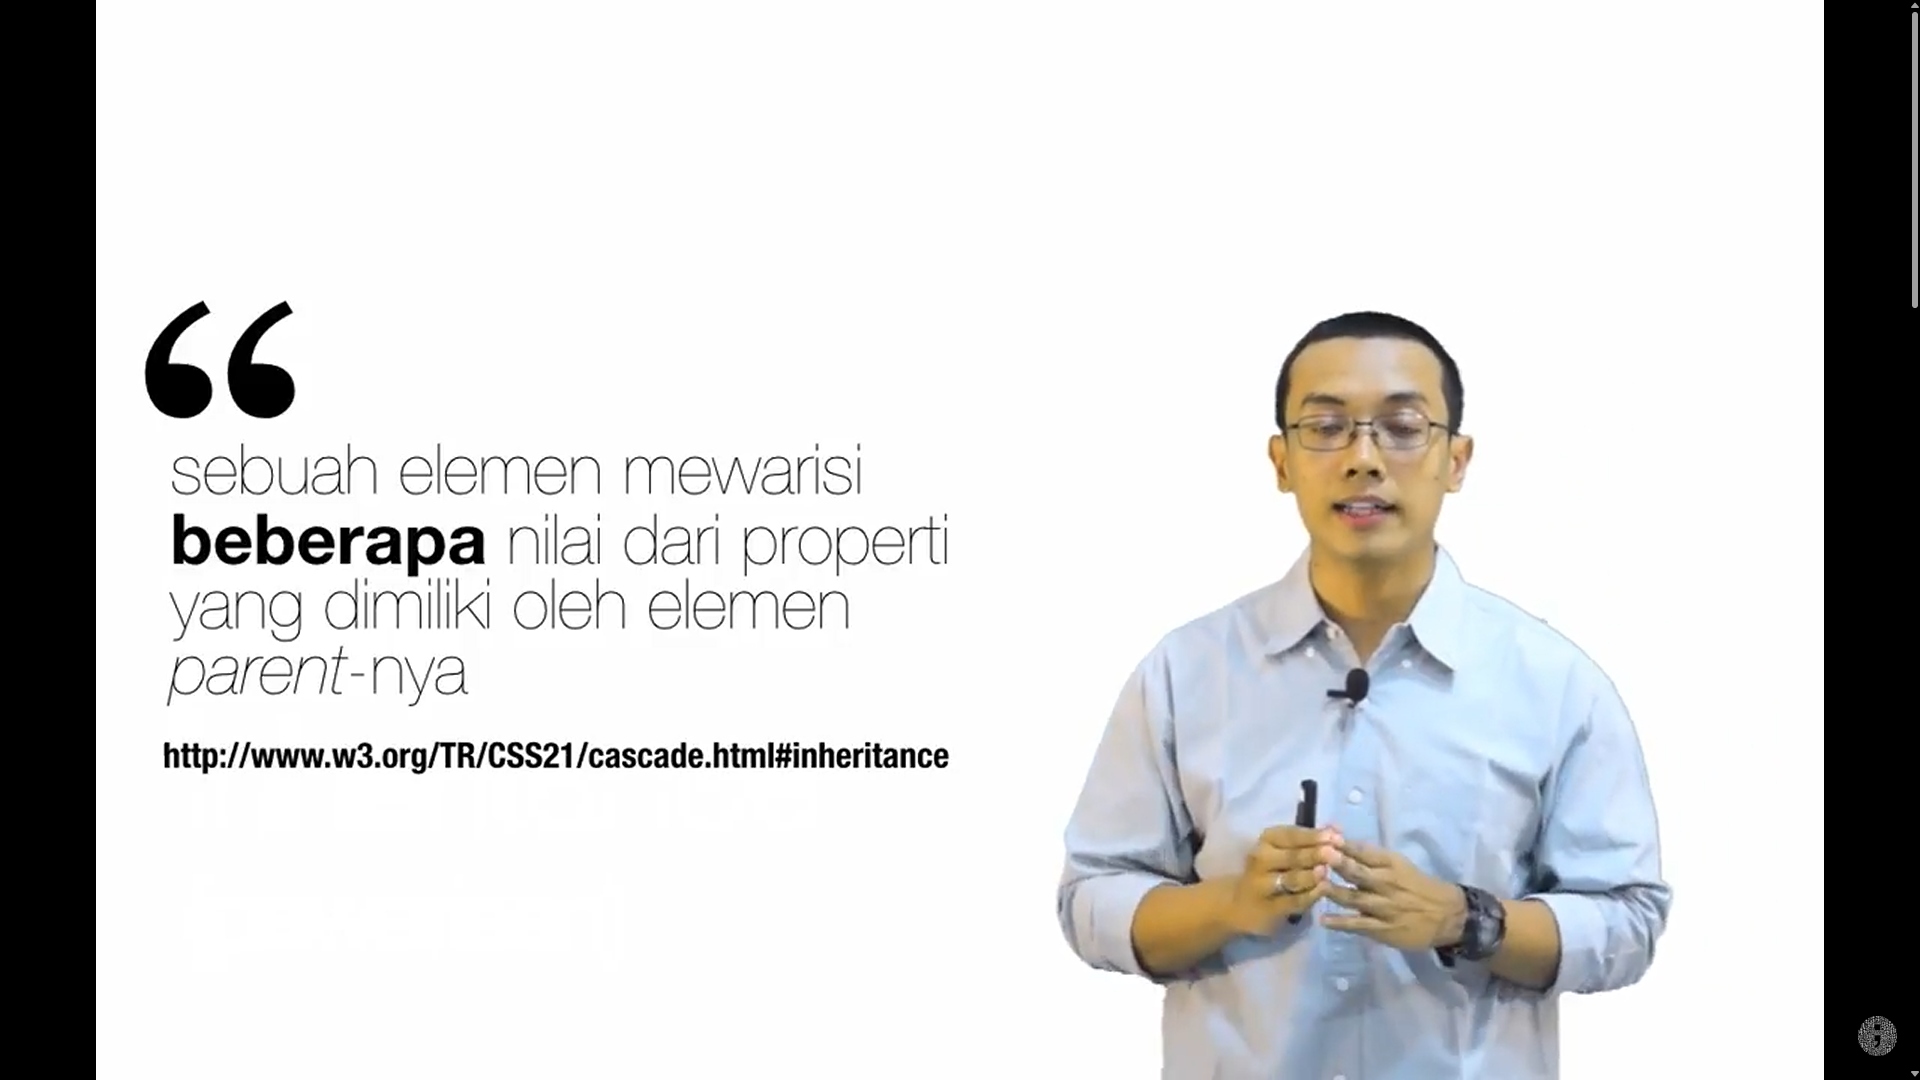 “
sebuah elemen mewarisi
beberapa nilai dari properti
yang dimiliki oleh elemen
parent-nya
http://www.w3.org/TR/CSS21/cascade.html#inheritance